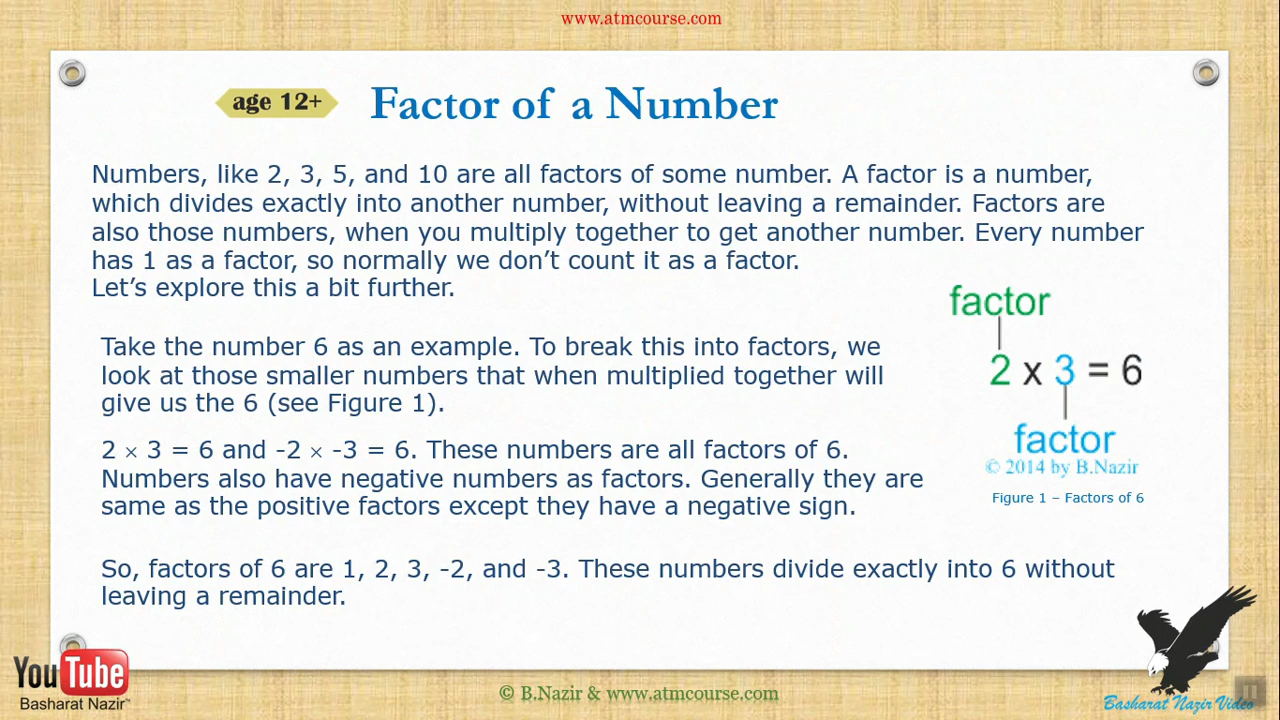 www.atmcourse.com
age 12+
Factor of a Number
Numbers, like 2, 3, 5, and 10 are all factors of some number. A factor is a number,
which divides exactly into another number, without leaving a remainder. Factors are
also those numbers, when you multiply together to get another number. Every number
has 1 as a factor, so normally we don’t count it as a factor.
Let’s explore this a bit further.
Take the number 6 as an example. To break this into factors, we
look at those smaller numbers that when multiplied together will
give us the 6 (see Figure 1).
2 × 3 = 6 and -2 × -3 = 6. These numbers are all factors of 6.
Numbers also have negative numbers as factors. Generally they are
same as the positive factors except they have a negative sign.
factor
2 x 3 = 6
factor
© 2014 by B.Nazir
Figure 1 – Factors of 6
So, factors of 6 are 1, 2, 3, -2, and -3. These numbers divide exactly into 6 without
leaving a remainder.
YouTube
Basharat Nazir™
© B.Nazir & www.atmcourse.com
Basharat Nazir Video